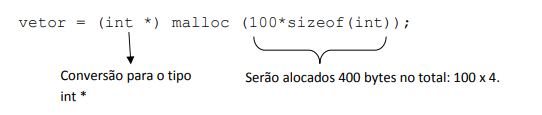 vetor = (int *) malloc (100*sizeof(int));
Conversão para o tipo
int *
Serão alocados 400 bytes no total: 100 x 4.